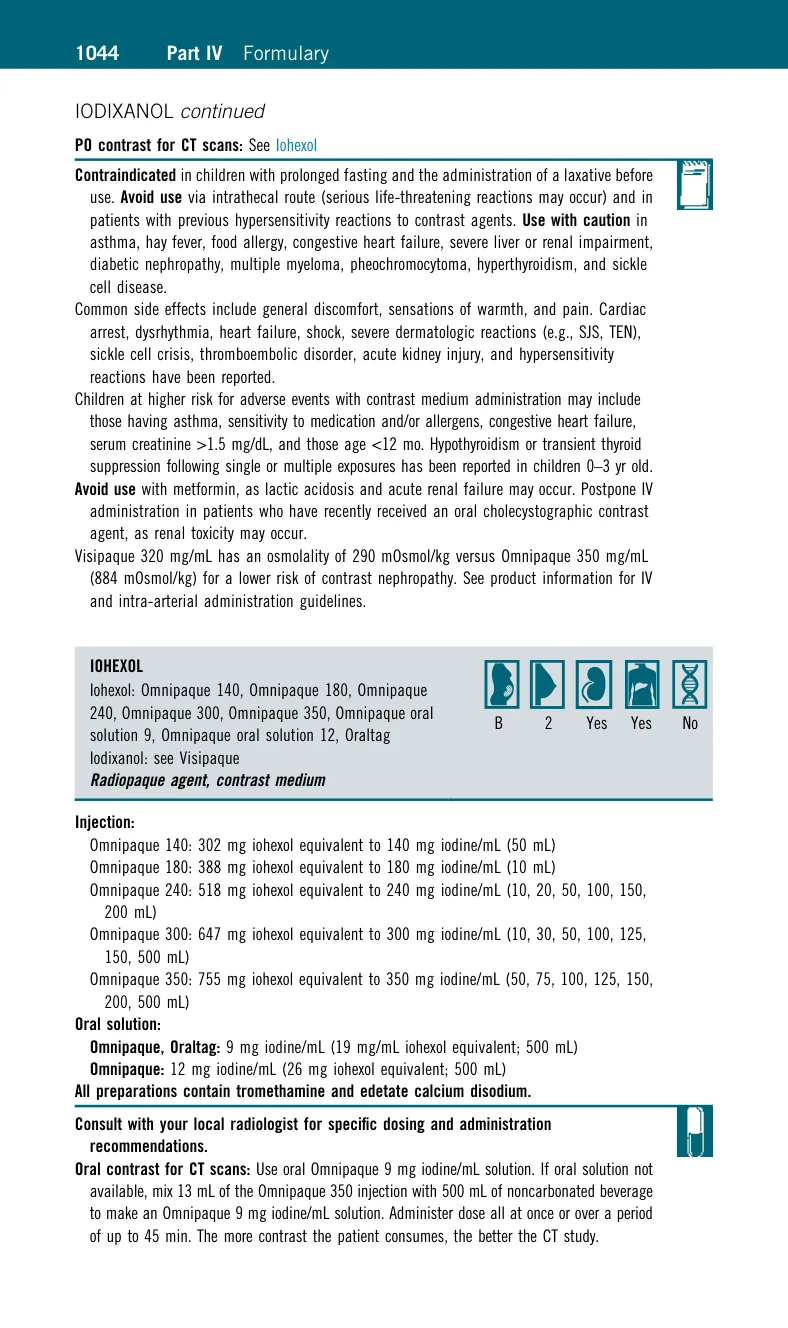 1044 Part IV Formulary
IODIXANOL continued
PO contrast for CT scans: See Iohexol
Contraindicated in children with prolonged fasting and the administration of a laxative before
use. Avoid use via intrathecal route (serious life-threatening reactions may occur) and in
patients with previous hypersensitivity reactions to contrast agents. Use with caution in
asthma, hay fever, food allergy, congestive heart failure, severe liver or renal impairment,
diabetic nephropathy, multiple myeloma, pheochromocytoma, hyperthyroidism, and sickle
cell disease.
Common side effects include general discomfort, sensations of warmth, and pain. Cardiac
arrest, dysrhythmia, heart failure, shock, severe dermatologic reactions (e.g., SJS, TEN),
sickle cell crisis, thromboembolic disorder, acute kidney injury, and hypersensitivity
reactions have been reported.
Children at higher risk for adverse events with contrast medium administration may include
those having asthma, sensitivity to medication and/or allergens, congestive heart failure,
serum creatinine >1.5 mg/dL, and those age <12 mo. Hypothyroidism or transient thyroid
suppression following single or multiple exposures has been reported in children 0–3 yr old.
Avoid use with metformin, as lactic acidosis and acute renal failure may occur. Postpone IV
administration in patients who have recently received an oral cholecystographic contrast
agent, as renal toxicity may occur.
Visipaque 320 mg/mL has an osmolality of 290 mOsmol/kg versus Omnipaque 350 mg/mL
(884 mOsmol/kg) for a lower risk of contrast nephropathy. See product information for IV
and intra-arterial administration guidelines.
IOHEXOL
Iohexol: Omnipaque 140, Omnipaque 180, Omnipaque
240, Omnipaque 300, Omnipaque 350, Omnipaque oral
solution 9, Omnipaque oral solution 12, Oraltag
Iodixanol: see Visipaque
Radiopaque agent, contrast medium
B 2 Yes Yes No
Injection:
Omnipaque 140: 302 mg iohexol equivalent to 140 mg iodine/mL (50 mL)
Omnipaque 180: 388 mg iohexol equivalent to 180 mg iodine/mL (10 mL)
Omnipaque 240: 518 mg iohexol equivalent to 240 mg iodine/mL (10, 20, 50, 100, 150,
200 mL)
Omnipaque 300: 647 mg iohexol equivalent to 300 mg iodine/mL (10, 30, 50, 100, 125,
150, 500 mL)
Omnipaque 350: 755 mg iohexol equivalent to 350 mg iodine/mL (50, 75, 100, 125, 150,
200, 500 mL)
Oral solution:
Omnipaque, Oraltag: 9 mg iodine/mL (19 mg/mL iohexol equivalent; 500 mL)
Omnipaque: 12 mg iodine/mL (26 mg iohexol equivalent; 500 mL)
All preparations contain tromethamine and edetate calcium disodium.
Consult with your local radiologist for specific dosing and administration
recommendations.
Oral contrast for CT scans: Use oral Omnipaque 9 mg iodine/mL solution. If oral solution not
available, mix 13 mL of the Omnipaque 350 injection with 500 mL of noncarbonated beverage
to make an Omnipaque 9 mg iodine/mL solution. Administer dose all at once or over a period
of up to 45 min. The more contrast the patient consumes, the better the CT study.